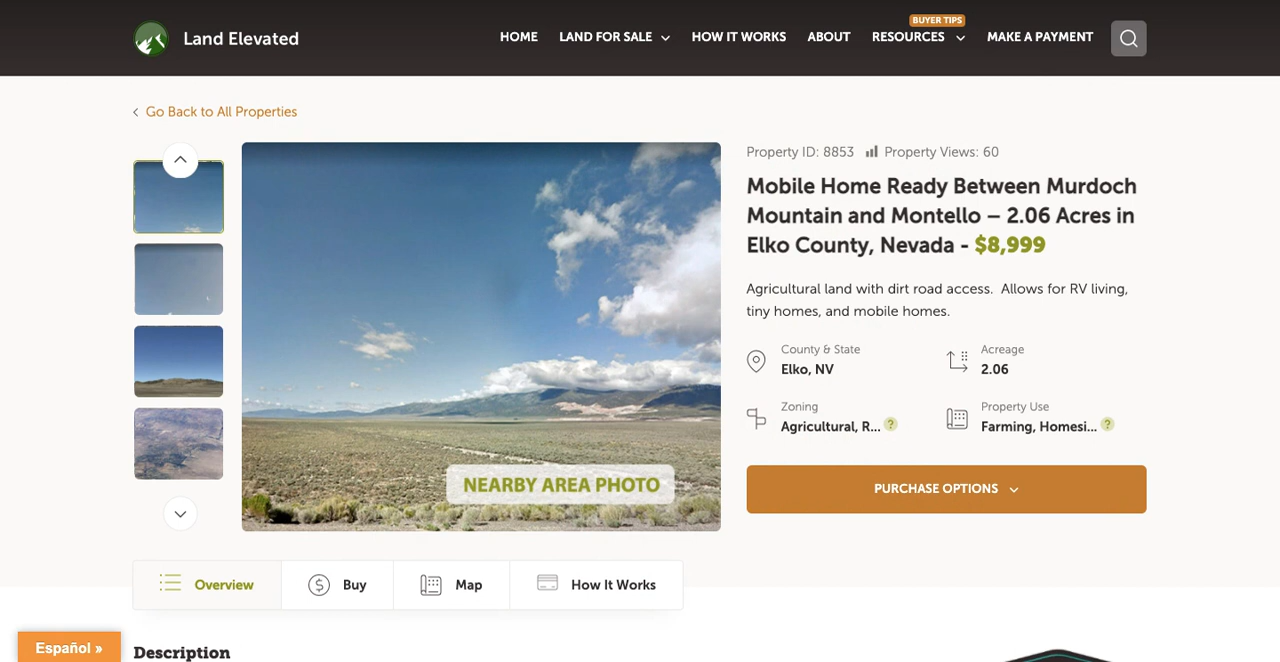 Land Elevated
HOME
LAND FOR SALE
HOW IT WORKS
ABOUT
BUYER TIPS
RESOURCES
MAKE A PAYMENT
Go Back to All Properties
NEARBY AREA PHOTO
Property ID: 8853
Property Views: 60
Mobile Home Ready Between Murdoch
Mountain and Montello – 2.06 Acres in
Elko County, Nevada - $8,999
Agricultural land with dirt road access.  Allows for RV living,
tiny homes, and mobile homes.
County & State
Elko, NV
Acreage
2.06
Zoning
Agricultural, R... ?
Property Use
Farming, Homesi... ?
PURCHASE OPTIONS
Overview
Buy
Map
How It Works
Español »
Description